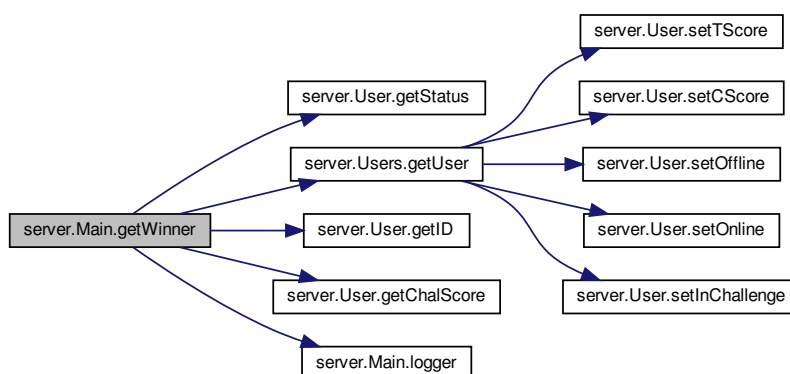 server.Main.getWinner
server.User.getStatus
server.Users.getUser
server.User.getID
server.User.getChalScore
server.Main.logger
server.User.setTScore
server.User.setCScore
server.User.setOffline
server.User.setOnline
server.User.setInChallenge